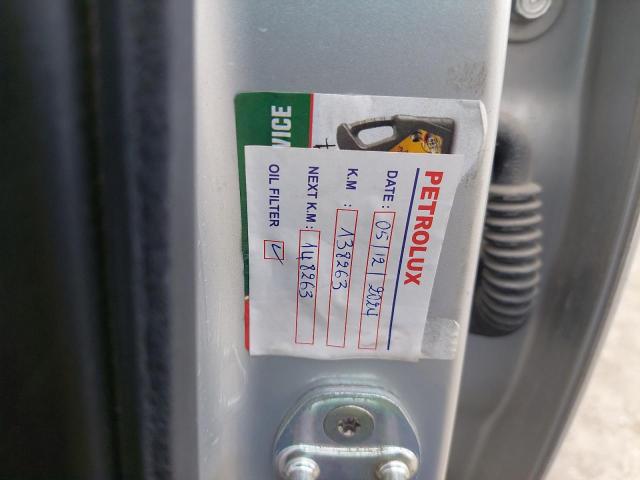 VICE
PETROLUX
DATE : 05/12/2024
K.M : 138263
NEXT K.M : 148263
OIL FILTER ✓